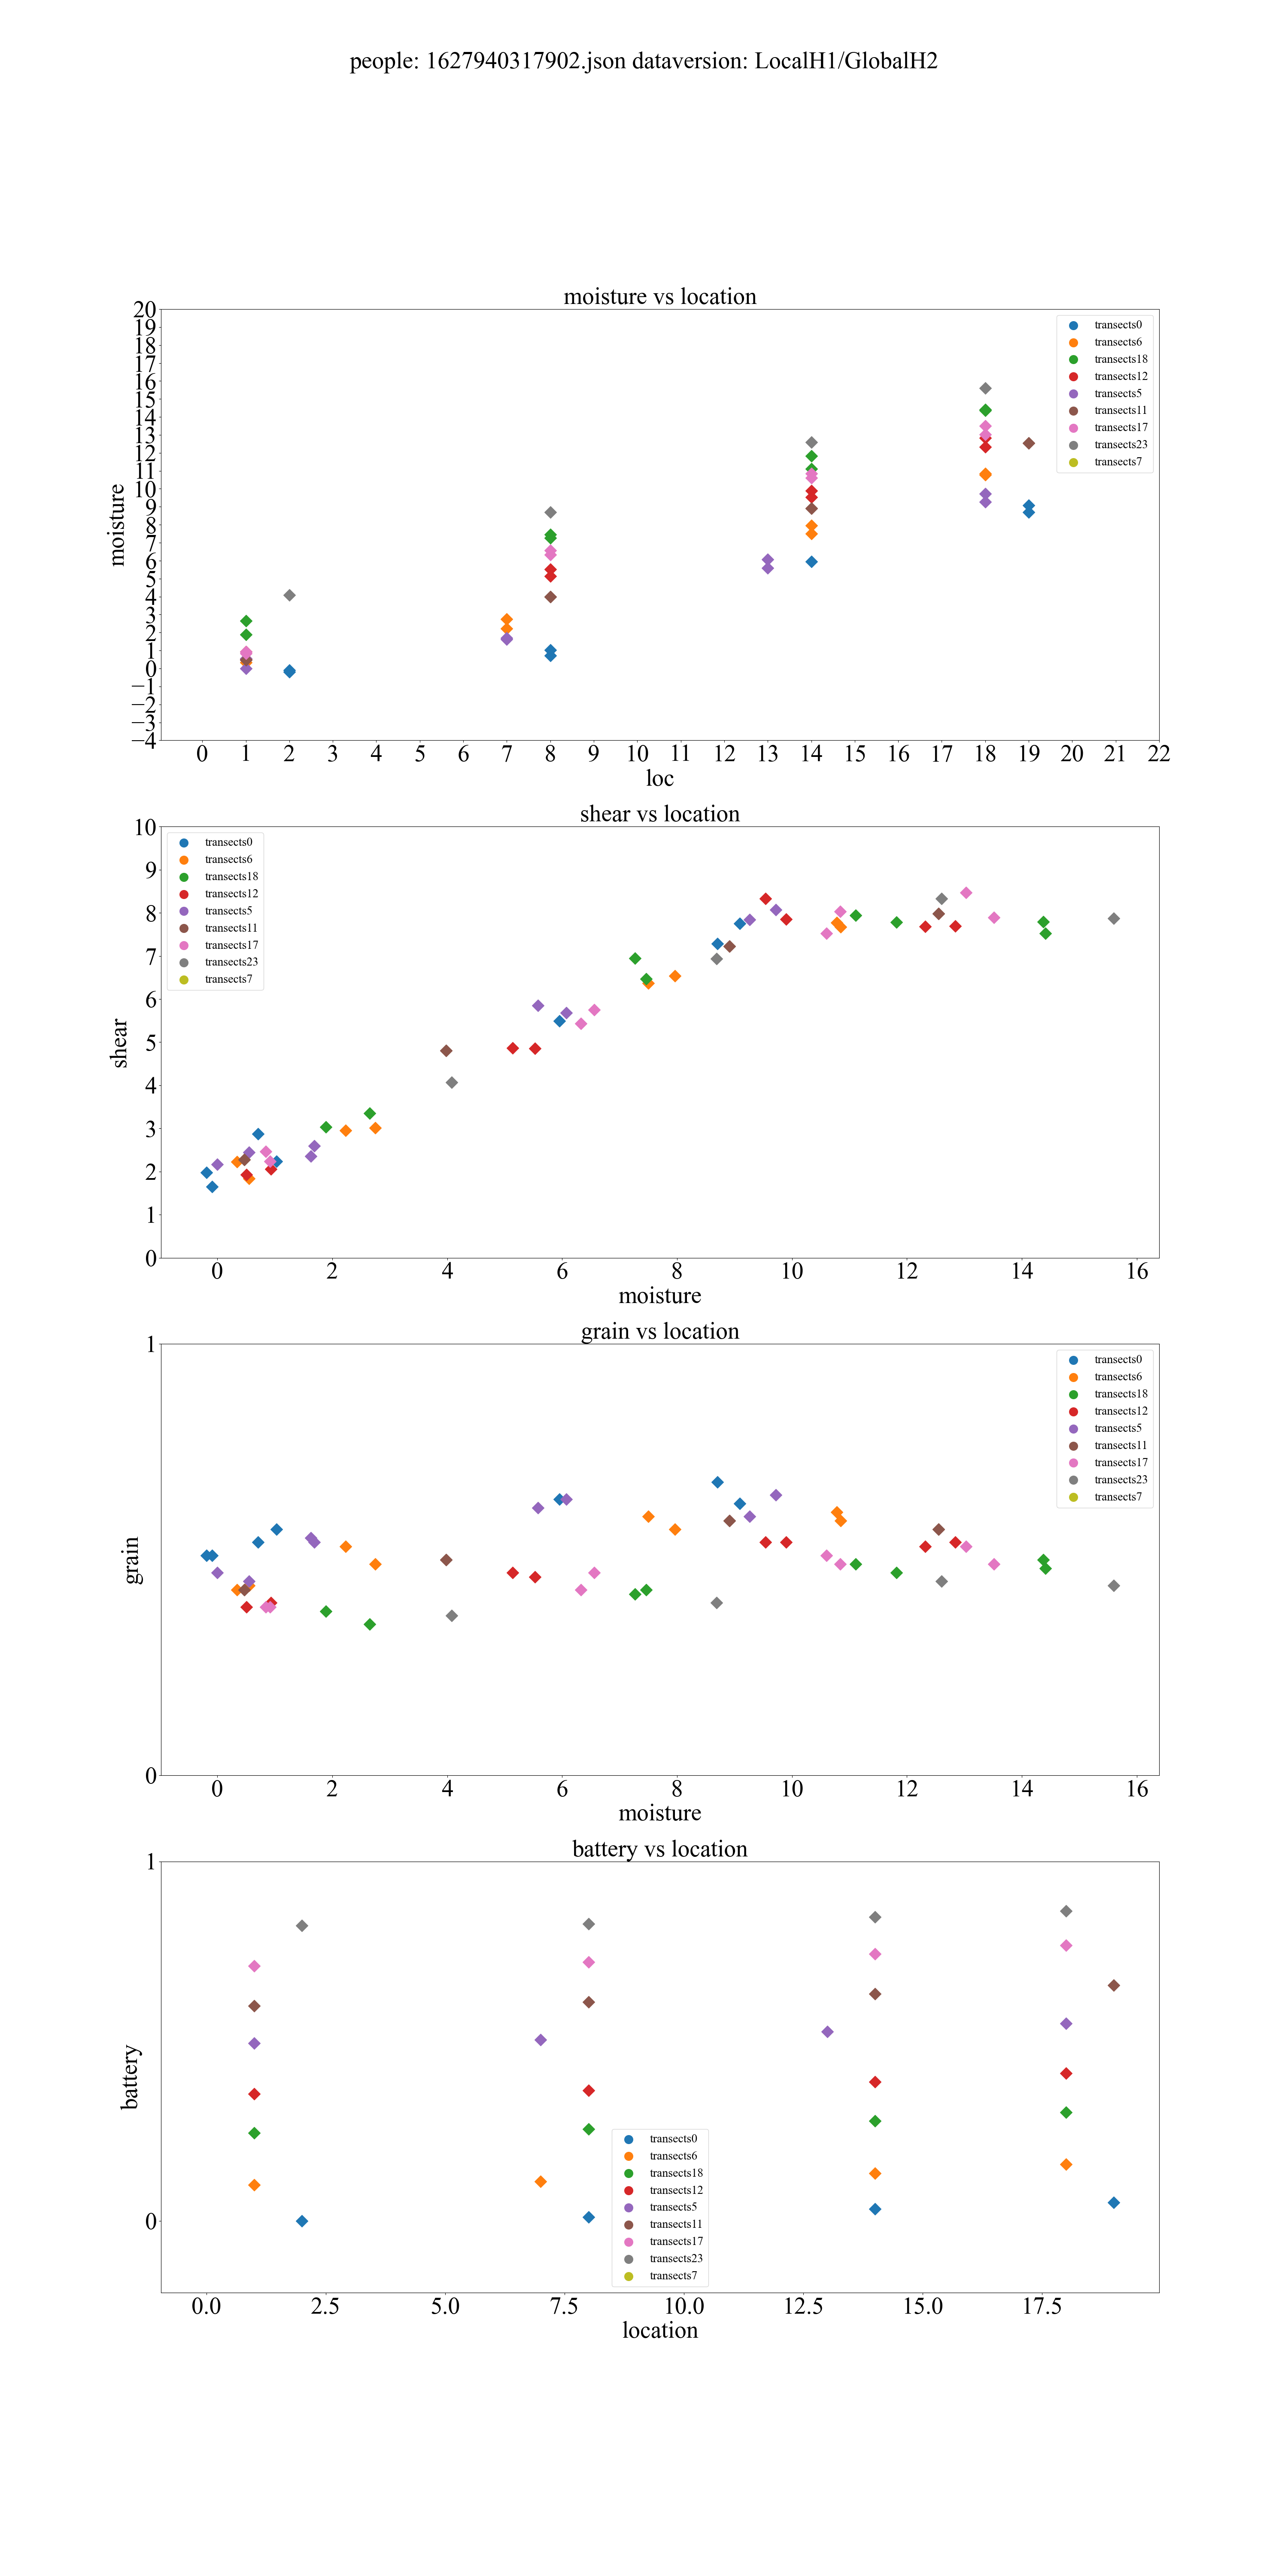 people: 1627940317902.json dataversion: LocalH1/GlobalH2
moisture vs location
20
19
18
17
16
15
14
13
12
11
10
9
8
7
6
5
4
3
2
1
0
−1
−2
−3
−4
moisture
transects0
transects6
transects18
transects12
transects5
transects11
transects17
transects23
transects7
0 1 2 3 4 5 6 7 8 9 10 11 12 13 14 15 16 17 18 19 20 21 22
loc
shear vs location
10
9
8
7
6
5
4
3
2
1
0
shear
transects0
transects6
transects18
transects12
transects5
transects11
transects17
transects23
transects7
0 2 4 6 8 10 12 14 16
moisture
grain vs location
1
0
grain
transects0
transects6
transects18
transects12
transects5
transects11
transects17
transects23
transects7
0 2 4 6 8 10 12 14 16
moisture
battery vs location
1
0
battery
transects0
transects6
transects18
transects12
transects5
transects11
transects17
transects23
transects7
0.0 2.5 5.0 7.5 10.0 12.5 15.0 17.5
location